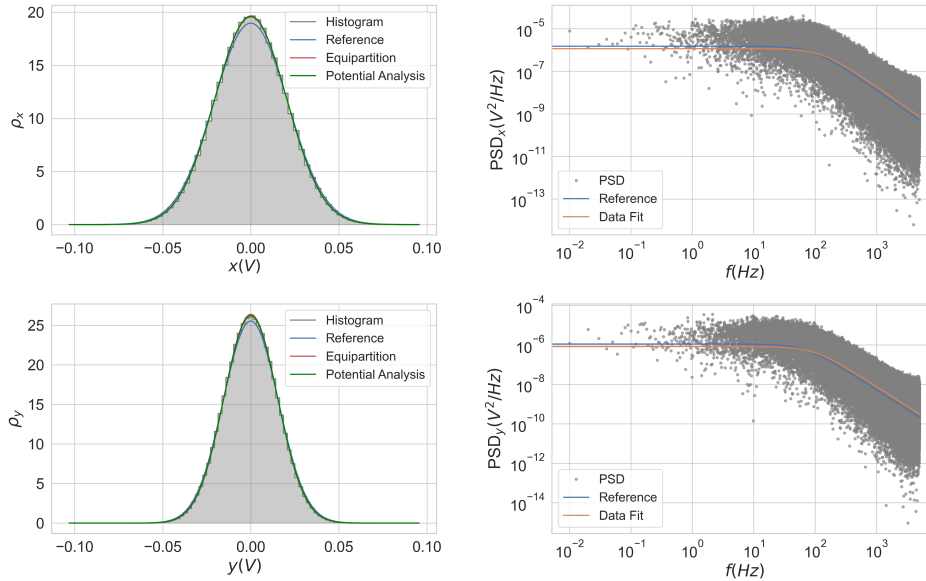 20
15
10
5
0
ρx
Histogram
Reference
Equipartition
Potential Analysis
−0.10
−0.05
0.00
0.05
0.10
x(V)
10⁻⁵
10⁻⁷
10⁻⁹
10⁻¹¹
10⁻¹³
PSDx(V²/Hz)
PSD
Reference
Data Fit
10⁻²
10⁻¹
10⁰
10¹
10²
10³
f(Hz)
25
20
15
10
5
0
ρy
Histogram
Reference
Equipartition
Potential Analysis
−0.10
−0.05
0.00
0.05
0.10
y(V)
10⁻⁴
10⁻⁶
10⁻⁸
10⁻¹⁰
10⁻¹²
10⁻¹⁴
PSDy(V²/Hz)
PSD
Reference
Data Fit
10⁻²
10⁻¹
10⁰
10¹
10²
10³
f(Hz)